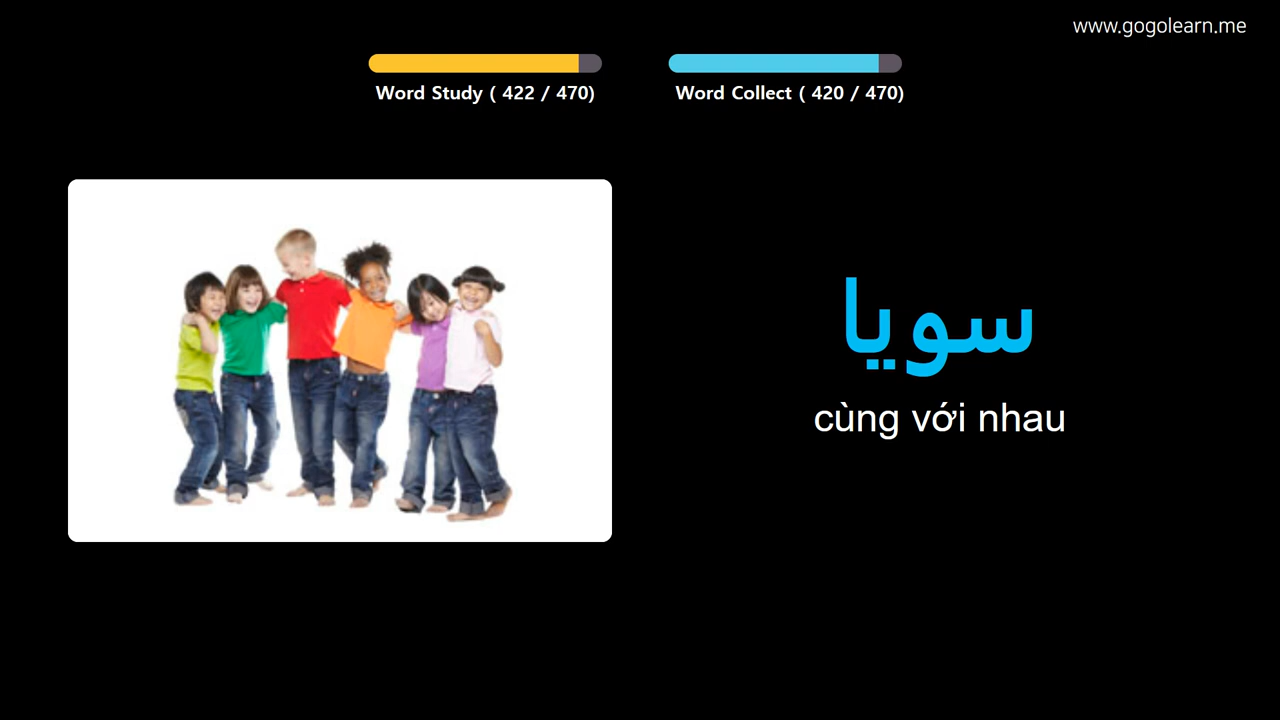 www.gogolearn.me
Word Study ( 422 / 470)
Word Collect ( 420 / 470)
سويا
cùng với nhau